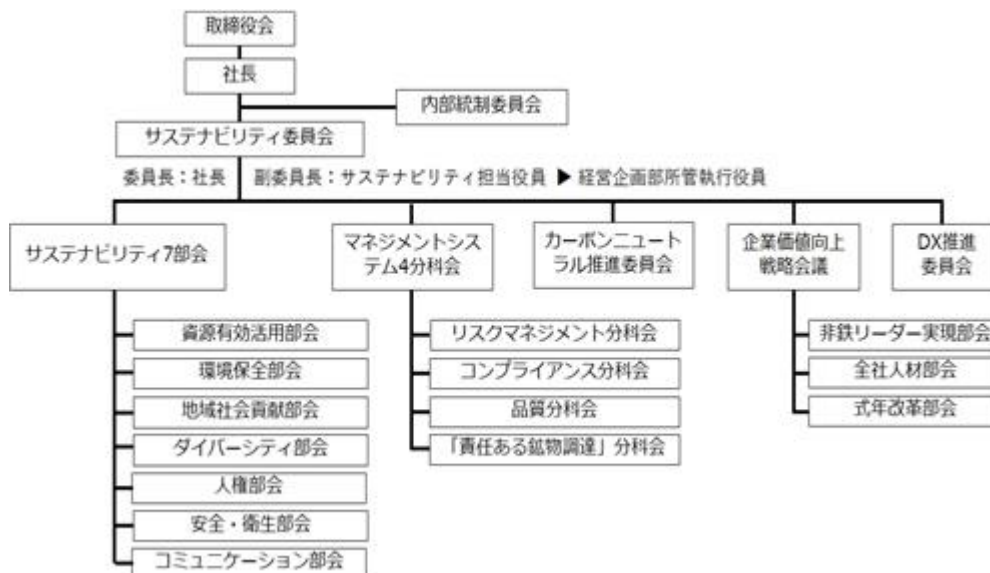 取締役会
社長
内部統制委員会
サステナビリティ委員会
委員長：社長　副委員長：サステナビリティ担当役員 ▶ 経営企画部所管執行役員
サステナビリティ7部会
資源有効活用部会
環境保全部会
地域社会貢献部会
ダイバーシティ部会
人権部会
安全・衛生部会
コミュニケーション部会
マネジメントシス
テム4分科会
リスクマネジメント分科会
コンプライアンス分科会
品質分科会
「責任ある鉱物調達」分科会
カーボンニュート
ラル推進委員会
企業価値向上
戦略会議
非鉄リーダー実現部会
全社人材部会
式年改革部会
DX推進
委員会